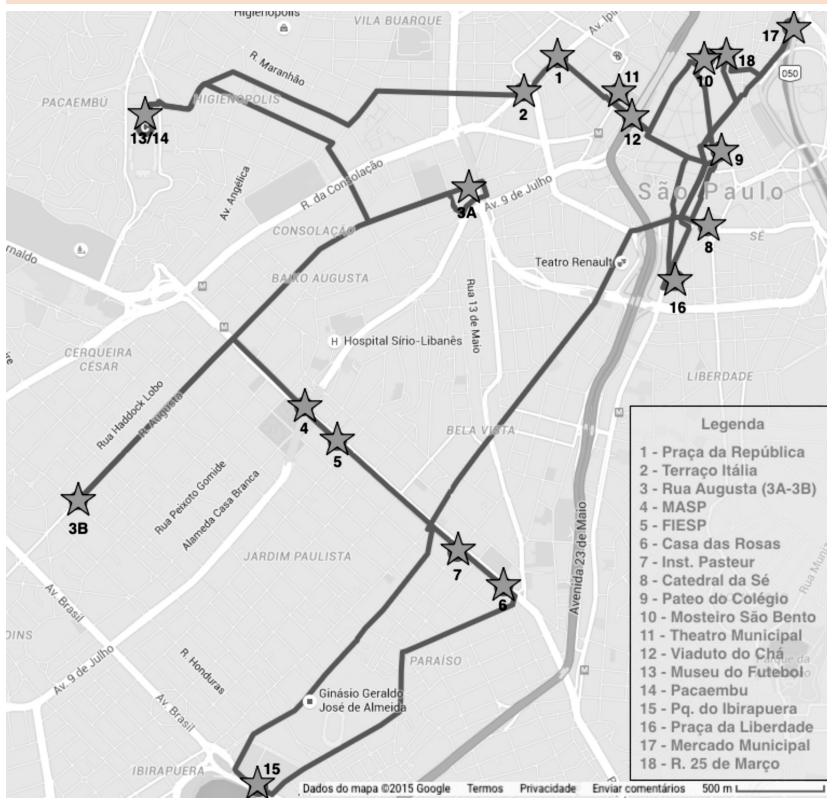 Higienópolis
VILA BUARQUE
Av. Ipi
17
1
R. Maranhão
11
10
18
050
PACAEMBU
HIGIENÓPOLIS
2
12
13/14
9
R. da Consolação
Av. Angélica
3A
Av. 9 de Julho
São Paulo
CONSOLAÇÃO
8
SÉ
rnaldo
Teatro Renault
BAIXO AUGUSTA
16
Rua 13 de Maio
H Hospital Sírio-Libanês
CERQUEIRA
CÉSAR
LIBERDADE
Rua Haddock Lobo
R. Augusta
4
5
BELA VISTA
Rua Peixoto Gomide
Alameda Casa Branca
3B
7
JARDIM PAULISTA
6
Avenida 23 de Maio
Av. Brasil
DINS
Av. 9 de Julho
R. Honduras
PARAÍSO
Av. Brasil
Ginásio Geraldo
José de Almeida
IBIRAPUERA
15
Legenda
1 - Praça da República
2 - Terraço Itália
3 - Rua Augusta (3A-3B)
4 - MASP
5 - FIESP
6 - Casa das Rosas
7 - Inst. Pasteur
8 - Catedral da Sé
9 - Pateo do Colégio
10 - Mosteiro São Bento
11 - Theatro Municipal
12 - Viaduto do Chá
13 - Museu do Futebol
14 - Pacaembu
15 - Pq. do Ibirapuera
16 - Praça da Liberdade
17 - Mercado Municipal
18 - R. 25 de Março
Rua Muni
Parque da
Dados do mapa ©2015 Google Termos Privacidade Enviar comentários 500 m